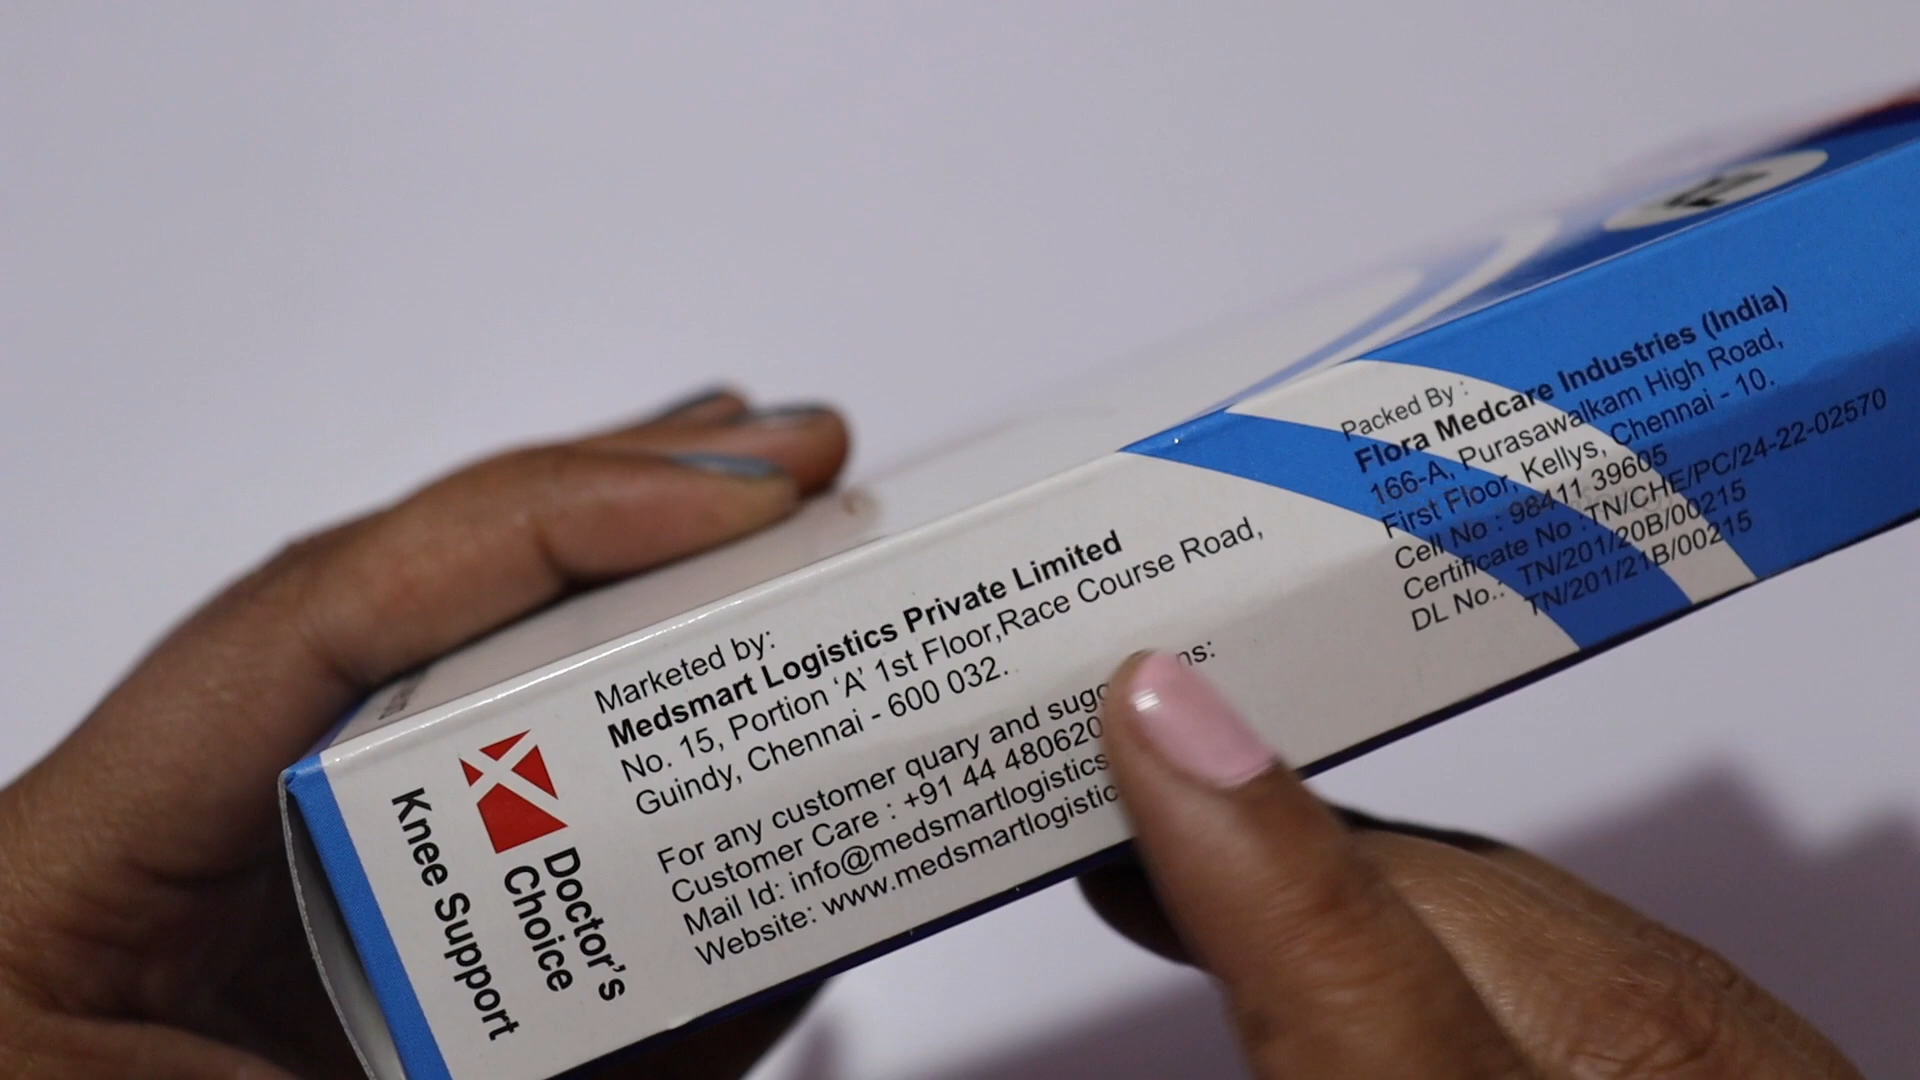 Knee Support
Doctor's
Choice
Marketed by:
Medsmart Logistics Private Limited
No. 15, Portion 'A' 1st Floor,Race Course Road,
Guindy, Chennai - 600 032.
For any customer quary and
Customer Care : +91 44 480620
Mail Id: info@medsmartlogistics
Website: www.medsmartlogistic
Packed By :
Flora Medcare Industries (India)
166-A, Purasawalkam High Road,
First Floor, Kellys, Chennai - 10.
Cell No : 98411 39605
Certificate No :TN/CHE/PC/24-22-02570
DL No.: TN/201/20B/00215
TN/201/21B/00215